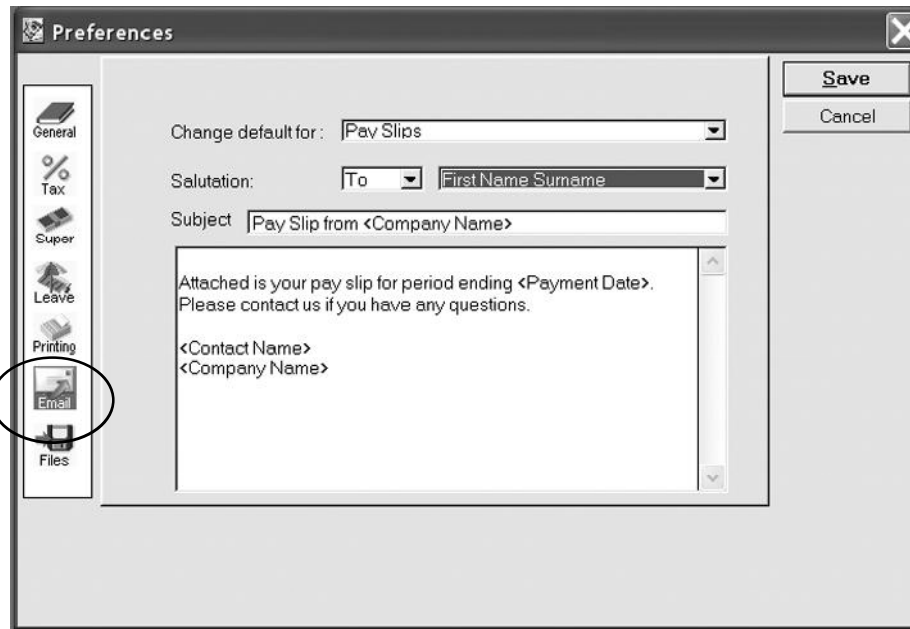 Preferences
General
Tax
Super
Leave
Printing
Email
Files
Change default for :
Pay Slips
Salutation:
To
First Name Surname
Subject
Pay Slip from <Company Name>
Attached is your pay slip for period ending <Payment Date>.
Please contact us if you have any questions.
<Contact Name>
<Company Name>
Save
Cancel